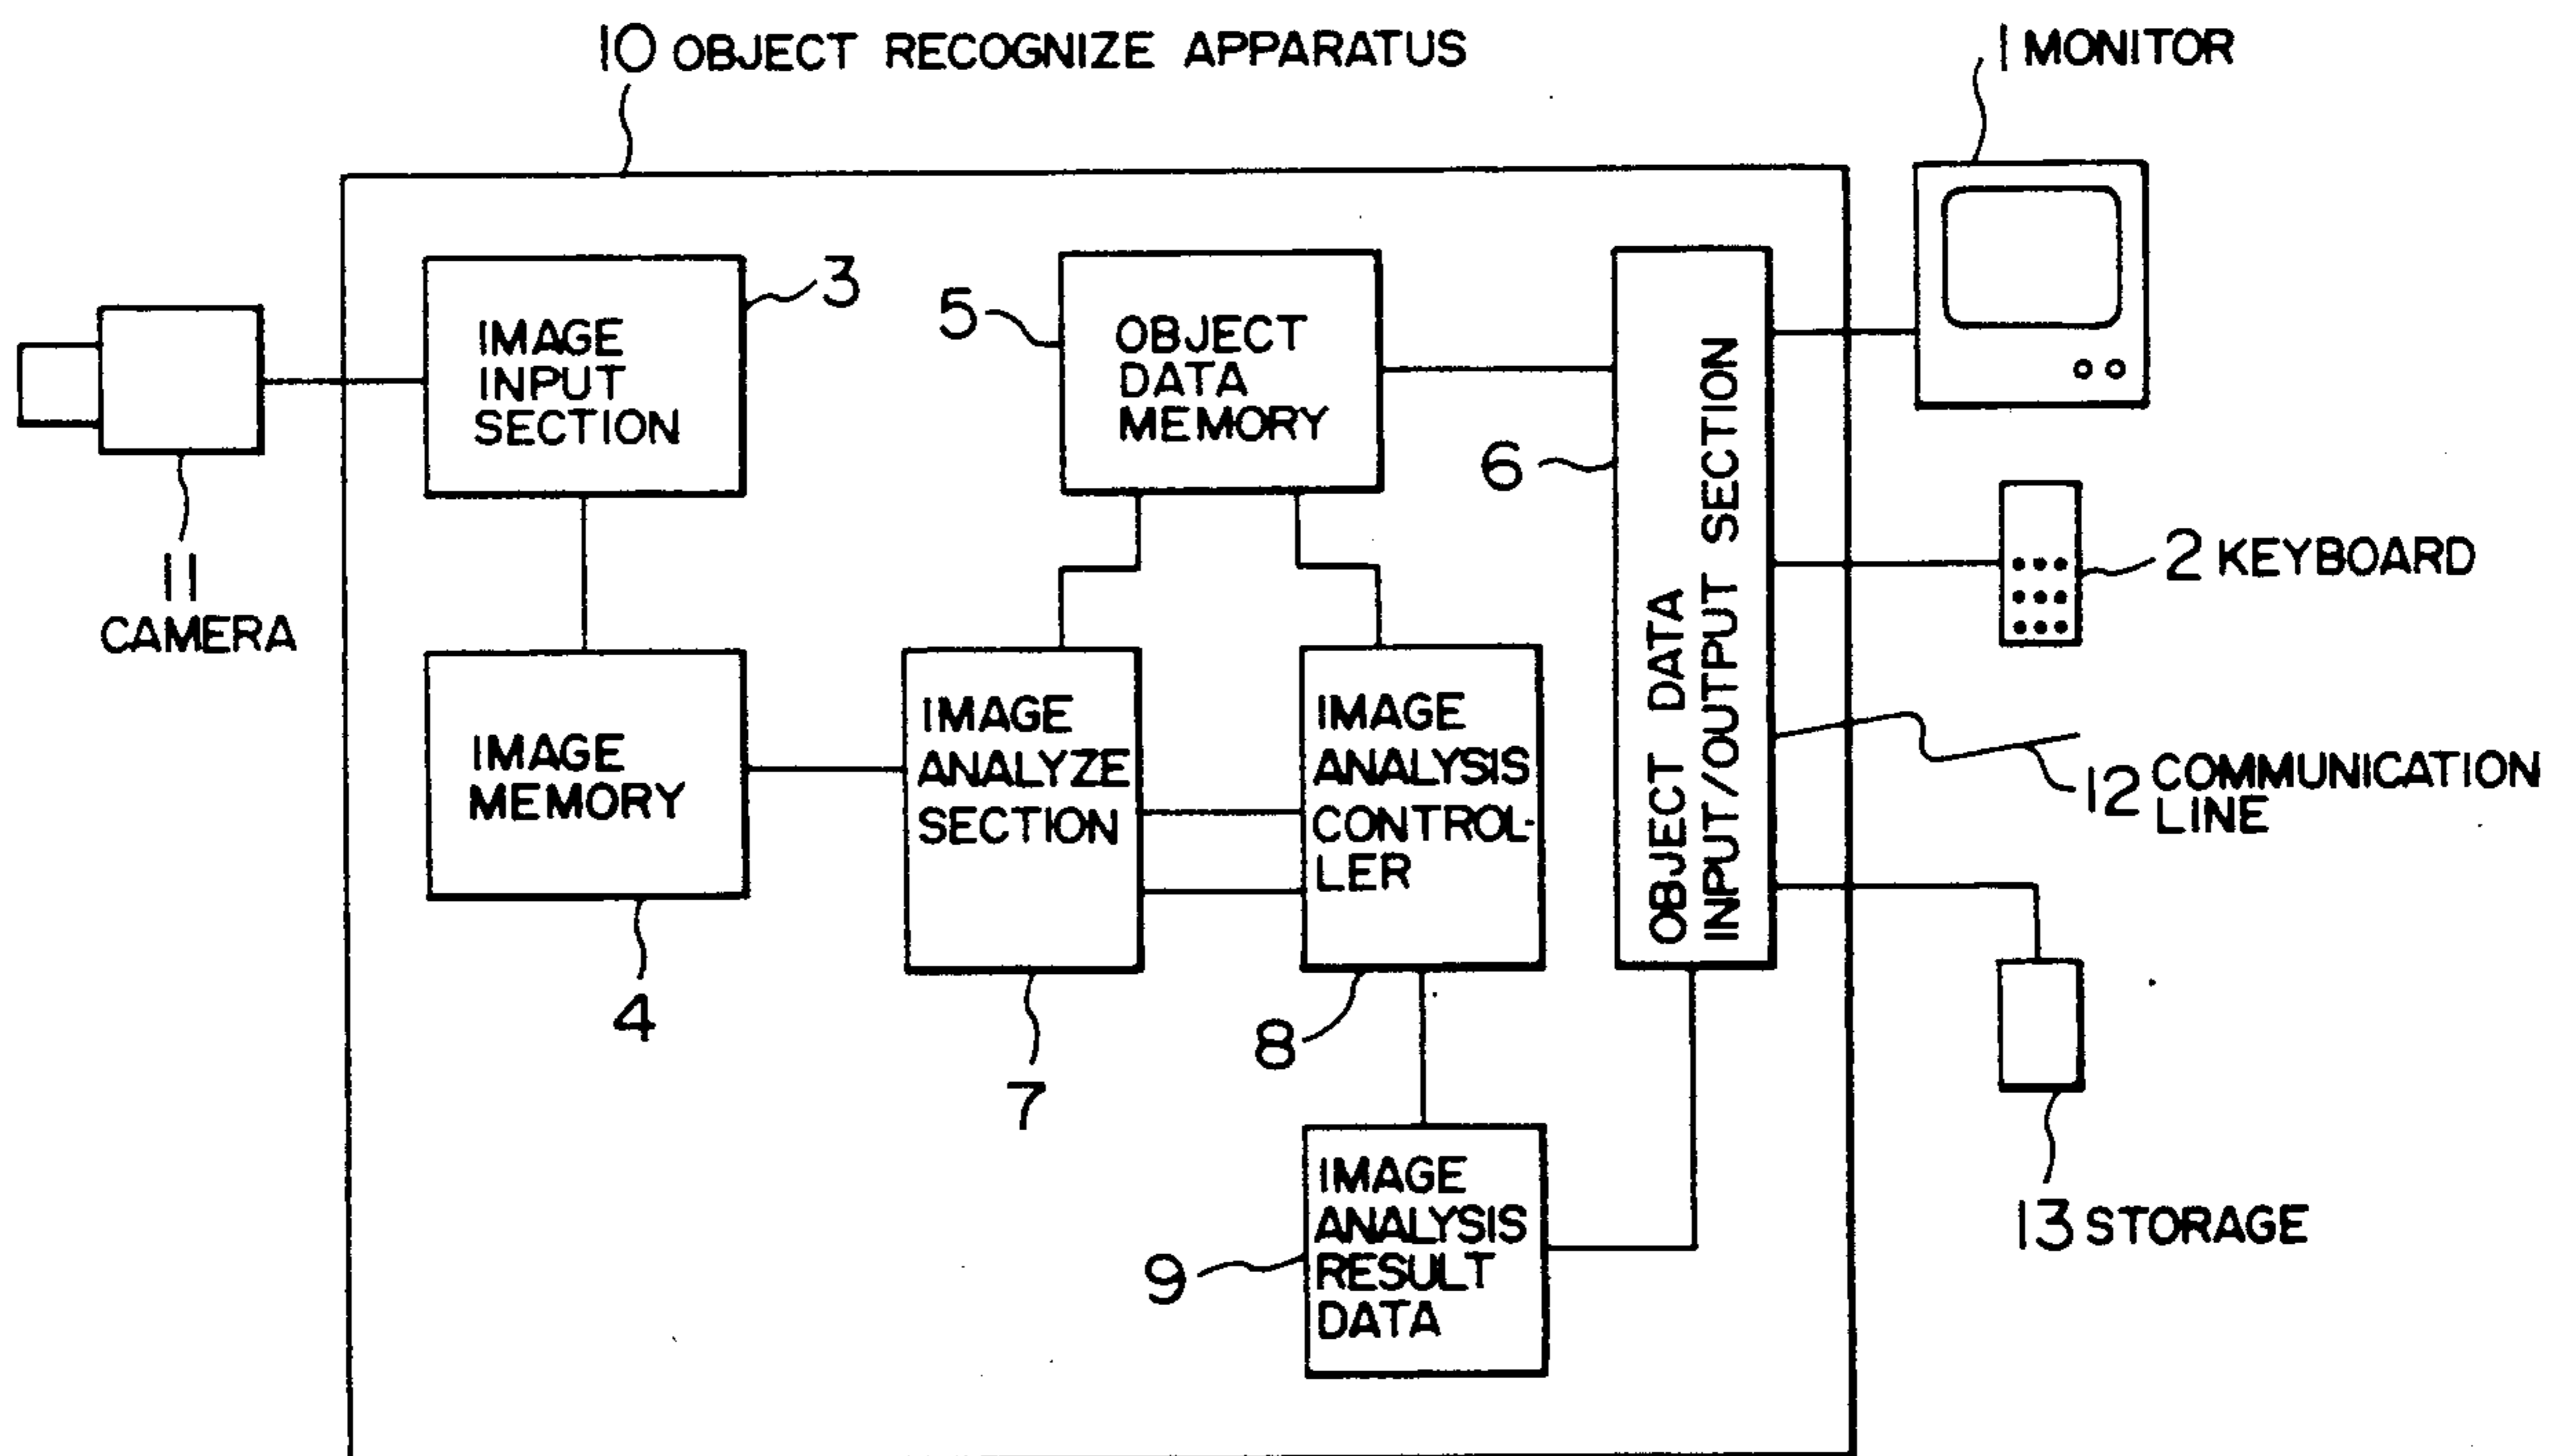 10 OBJECT RECOGNIZE APPARATUS
1 MONITOR
3
IMAGE
INPUT
SECTION
5
OBJECT
DATA
MEMORY
6
OBJECT DATA
INPUT/OUTPUT SECTION
2 KEYBOARD
11
CAMERA
IMAGE
MEMORY
4
IMAGE
ANALYZE
SECTION
7
IMAGE
ANALYSIS
CONTROL-
LER
8
12 COMMUNICATION
LINE
13 STORAGE
9
IMAGE
ANALYSIS
RESULT
DATA